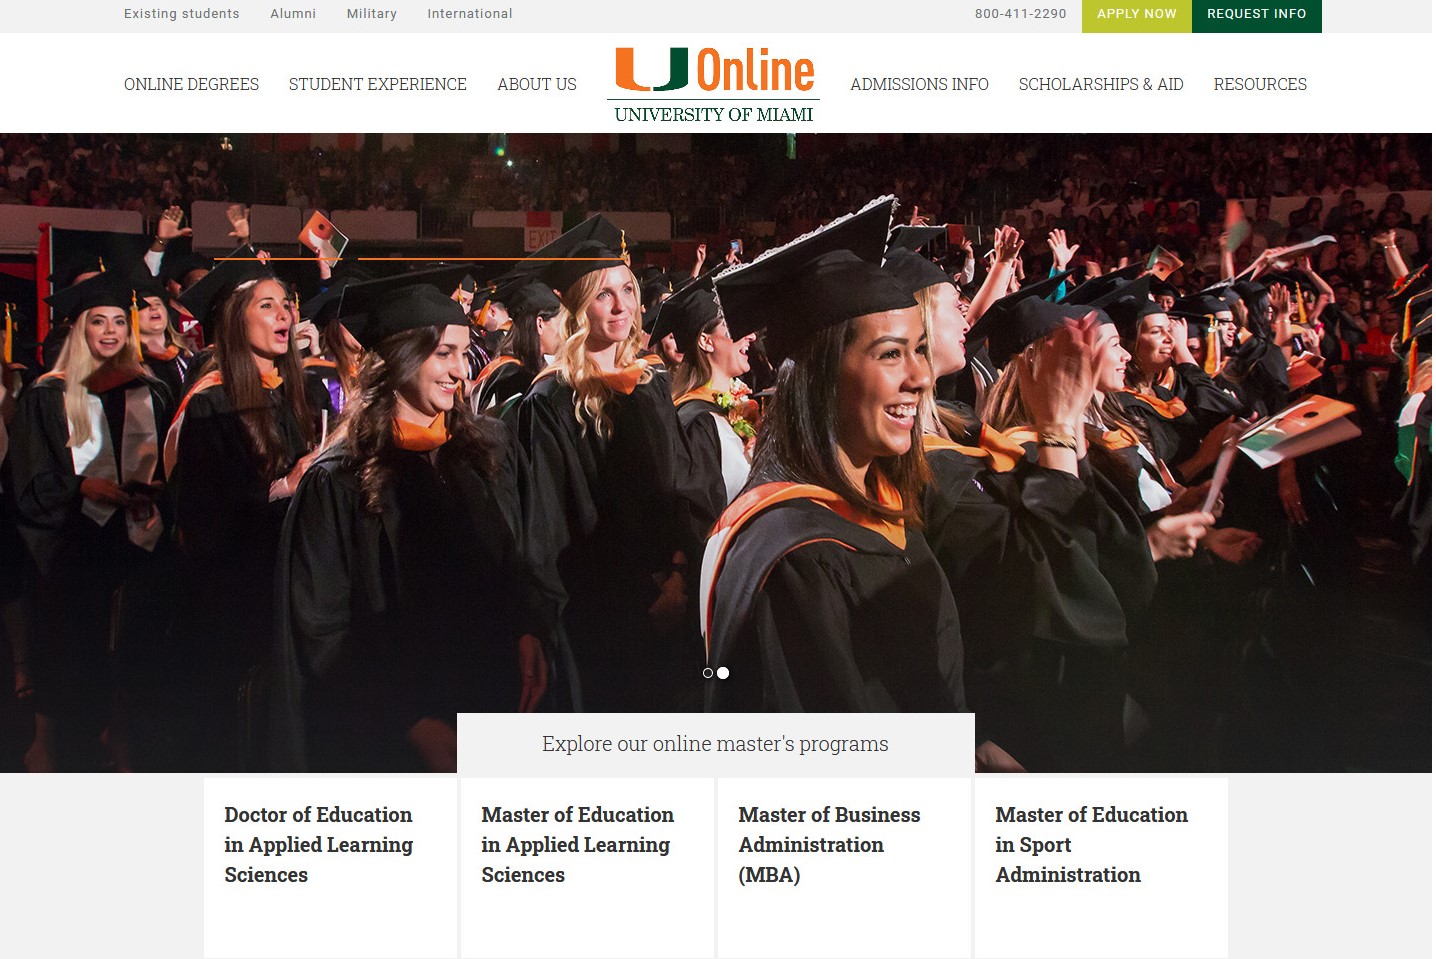 Existing students Alumni Military International 800-411-2290 APPLY NOW REQUEST INFO
ONLINE DEGREES STUDENT EXPERIENCE ABOUT US
U Online
UNIVERSITY OF MIAMI
ADMISSIONS INFO SCHOLARSHIPS & AID RESOURCES
EXIT
Explore our online master's programs
Doctor of Education
in Applied Learning
Sciences
Master of Education
in Applied Learning
Sciences
Master of Business
Administration
(MBA)
Master of Education
in Sport
Administration